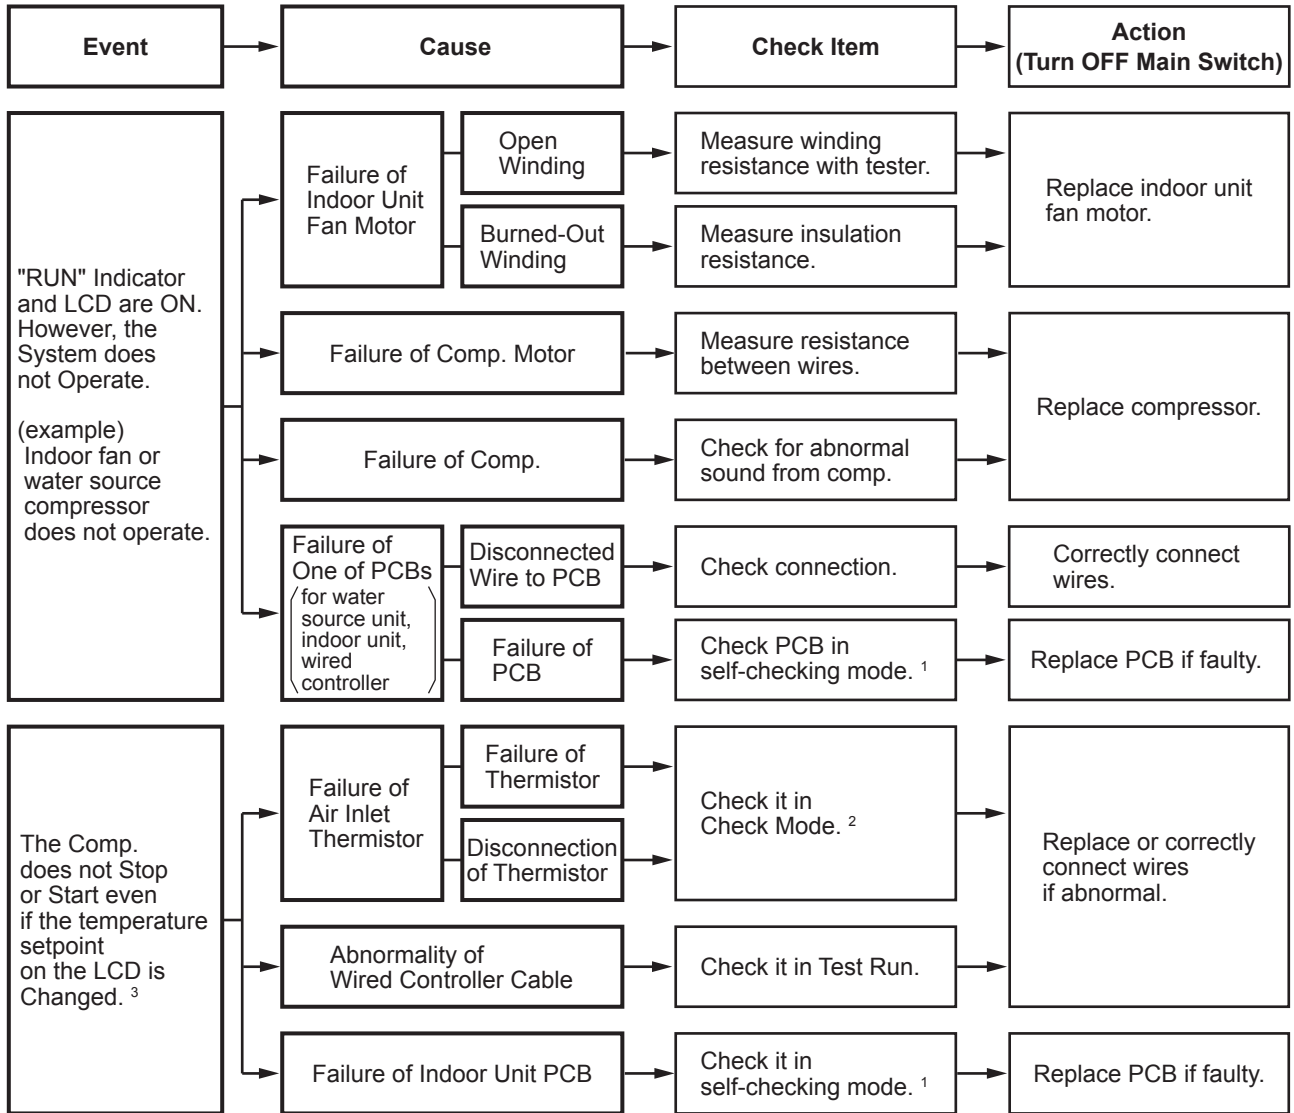 Event
Cause
Check Item
Action
(Turn OFF Main Switch)
"RUN" Indicator
and LCD are ON.
However, the
System does
not Operate.
(example)
Indoor fan or
water source
compressor
does not operate.
Failure of
Indoor Unit
Fan Motor
Open
Winding
Measure winding
resistance with tester.
Burned-Out
Winding
Measure insulation
resistance.
Replace indoor unit
fan motor.
Failure of Comp. Motor
Measure resistance
between wires.
Failure of Comp.
Check for abnormal
sound from comp.
Replace compressor.
Failure of
One of PCBs
(for water
source unit,
indoor unit,
wired
controller)
Disconnected
Wire to PCB
Check connection.
Correctly connect
wires.
Failure of
PCB
Check PCB in
self-checking mode. 1
Replace PCB if faulty.
The Comp.
does not Stop
or Start even
if the temperature
setpoint
on the LCD is
Changed. 3
Failure of
Air Inlet
Thermistor
Failure of
Thermistor
Disconnection
of Thermistor
Check it in
Check Mode. 2
Abnormality of
Wired Controller Cable
Check it in Test Run.
Replace or correctly
connect wires
if abnormal.
Failure of Indoor Unit PCB
Check it in
self-checking mode. 1
Replace PCB if faulty.